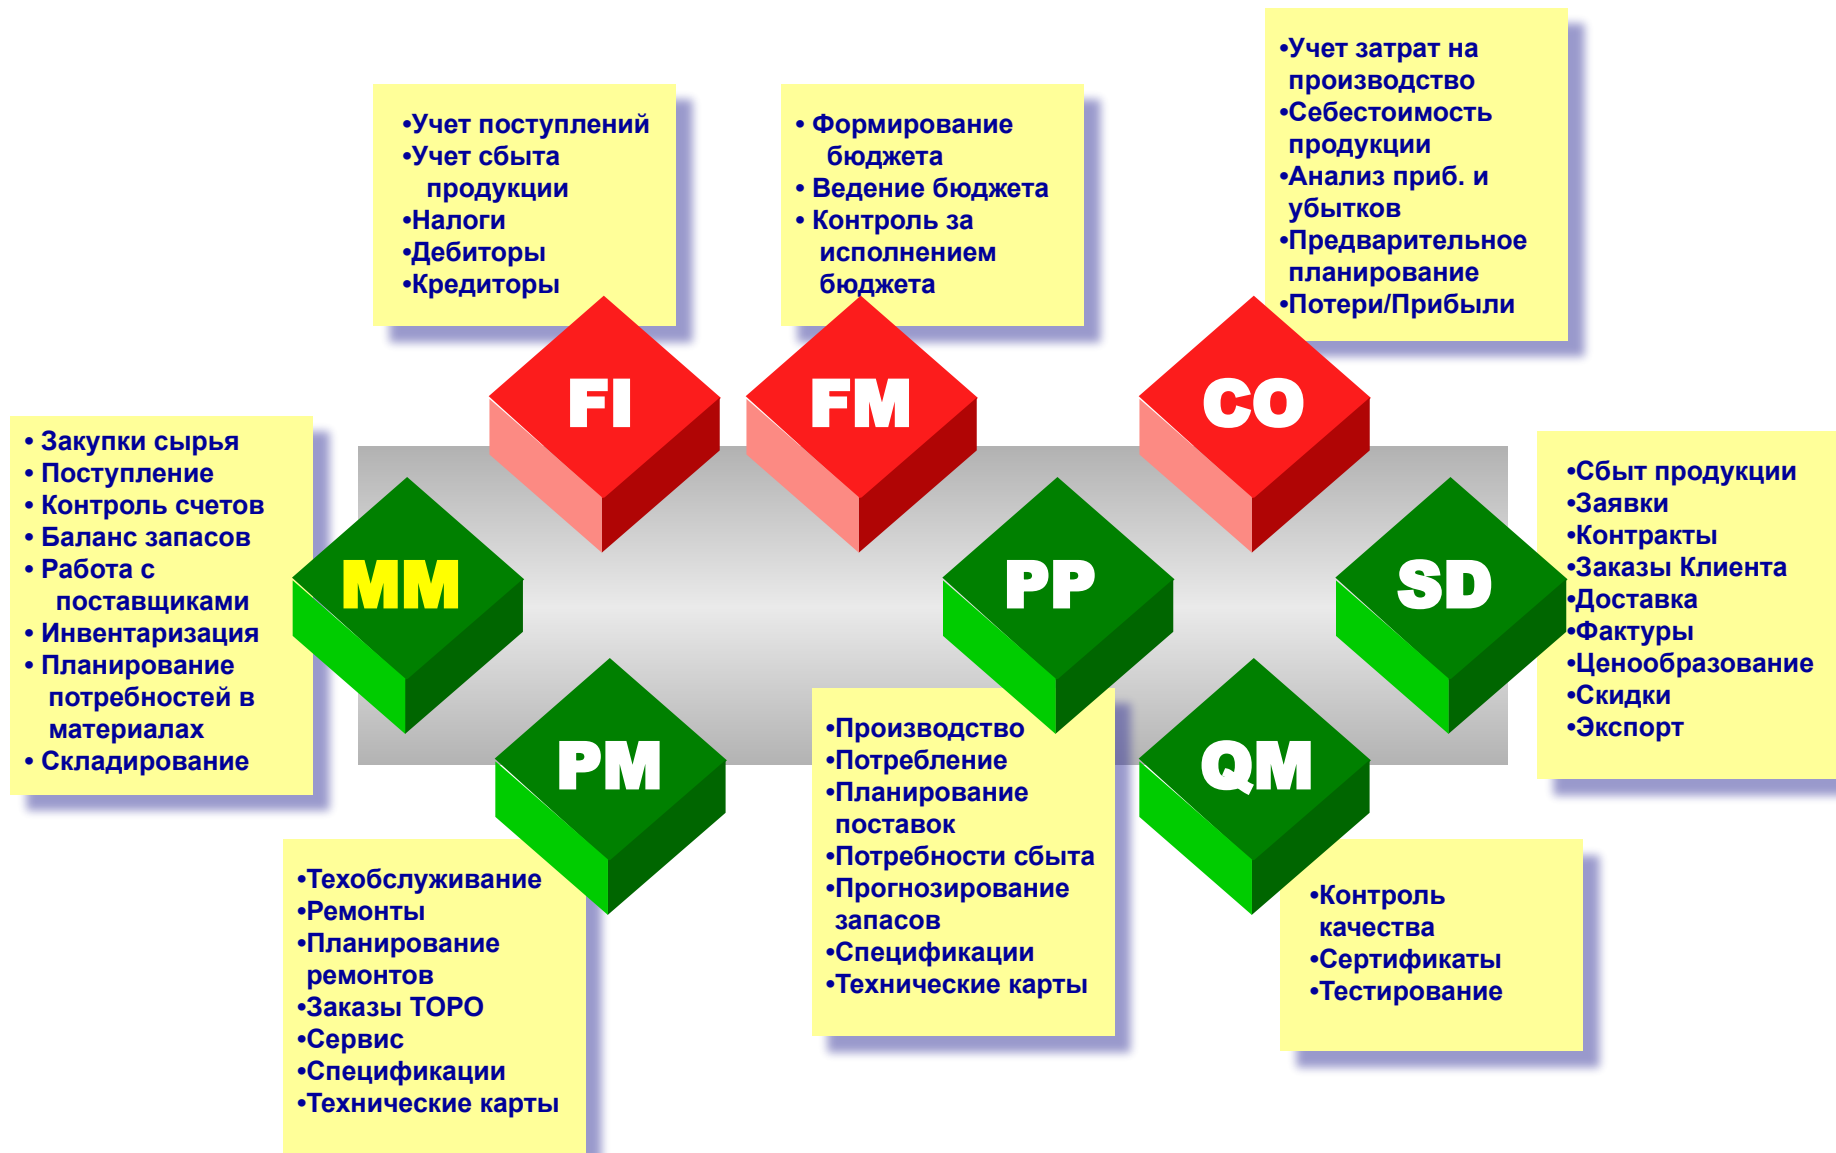 •Учет поступлений
•Учет сбыта
продукции
•Налоги
•Дебиторы
•Кредиторы
• Формирование
бюджета
• Ведение бюджета
• Контроль за
исполнением
бюджета
•Учет затрат на
производство
•Себестоимость
продукции
•Анализ приб. и
убытков
•Предварительное
планирование
•Потери/Прибыли
FI
FM
CO
• Закупки сырья
• Поступление
• Контроль счетов
• Баланс запасов
• Работа с
поставщиками
• Инвентаризация
• Планирование
потребностей в
материалах
• Складирование
MM
PP
SD
•Сбыт продукции
•Заявки
•Контракты
•Заказы Клиента
•Доставка
•Фактуры
•Ценообразование
•Скидки
•Экспорт
PM
QM
•Техобслуживание
•Ремонты
•Планирование
ремонтов
•Заказы ТОРО
•Сервис
•Спецификации
•Технические карты
•Производство
•Потребление
•Планирование
поставок
•Потребности сбыта
•Прогнозирование
запасов
•Спецификации
•Технические карты
•Контроль
качества
•Сертификаты
•Тестирование